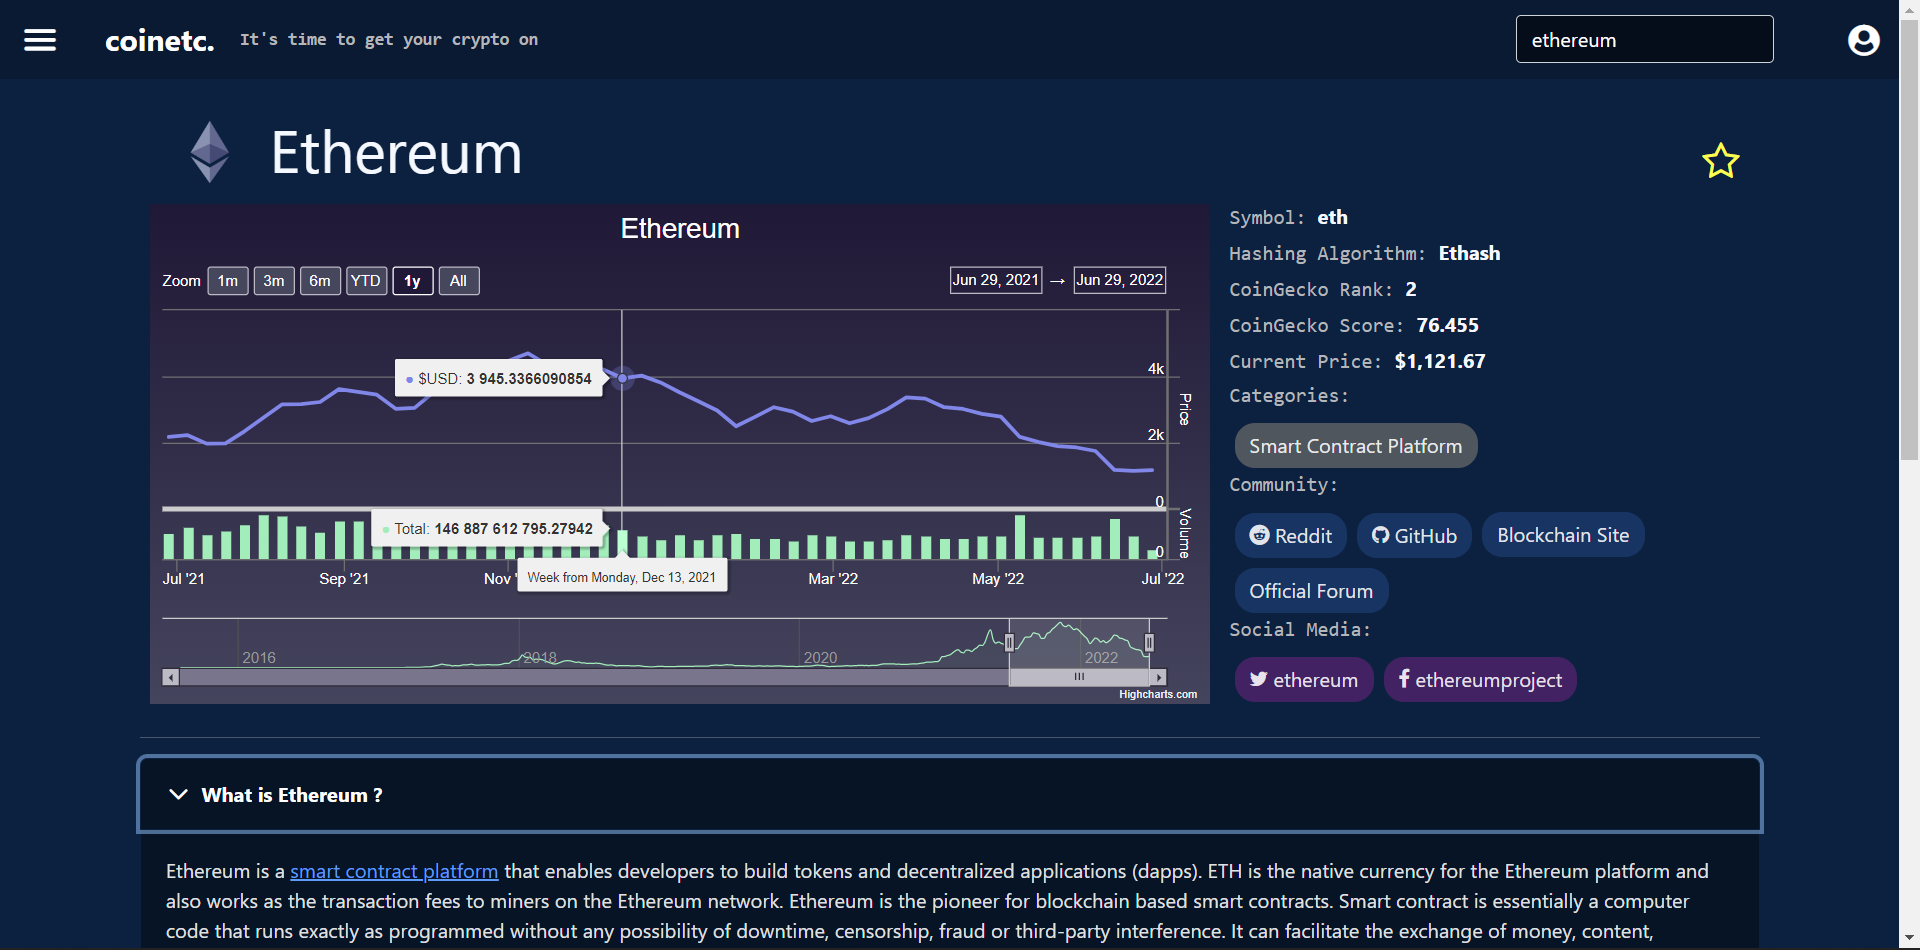 coinetc. It's time to get your crypto on ethereum
Ethereum
Ethereum
Zoom 1m 3m 6m YTD 1y All Jun 29, 2021 → Jun 29, 2022
$USD: 3 945.3366090854
4k
2k
0
Price
Total: 146 887 612 795.27942
0
Volume
Week from Monday, Dec 13, 2021
Jul '21 Sep '21 Nov ' Mar '22 May '22 Jul '22
2016 2018 2020 2022
Highcharts.com
Symbol: eth
Hashing Algorithm: Ethash
CoinGecko Rank: 2
CoinGecko Score: 76.455
Current Price: $1,121.67
Categories:
Smart Contract Platform
Community:
Reddit GitHub Blockchain Site
Official Forum
Social Media:
ethereum ethereumproject
What is Ethereum ?
Ethereum is a smart contract platform that enables developers to build tokens and decentralized applications (dapps). ETH is the native currency for the Ethereum platform and
also works as the transaction fees to miners on the Ethereum network. Ethereum is the pioneer for blockchain based smart contracts. Smart contract is essentially a computer
code that runs exactly as programmed without any possibility of downtime, censorship, fraud or third-party interference. It can facilitate the exchange of money, content,